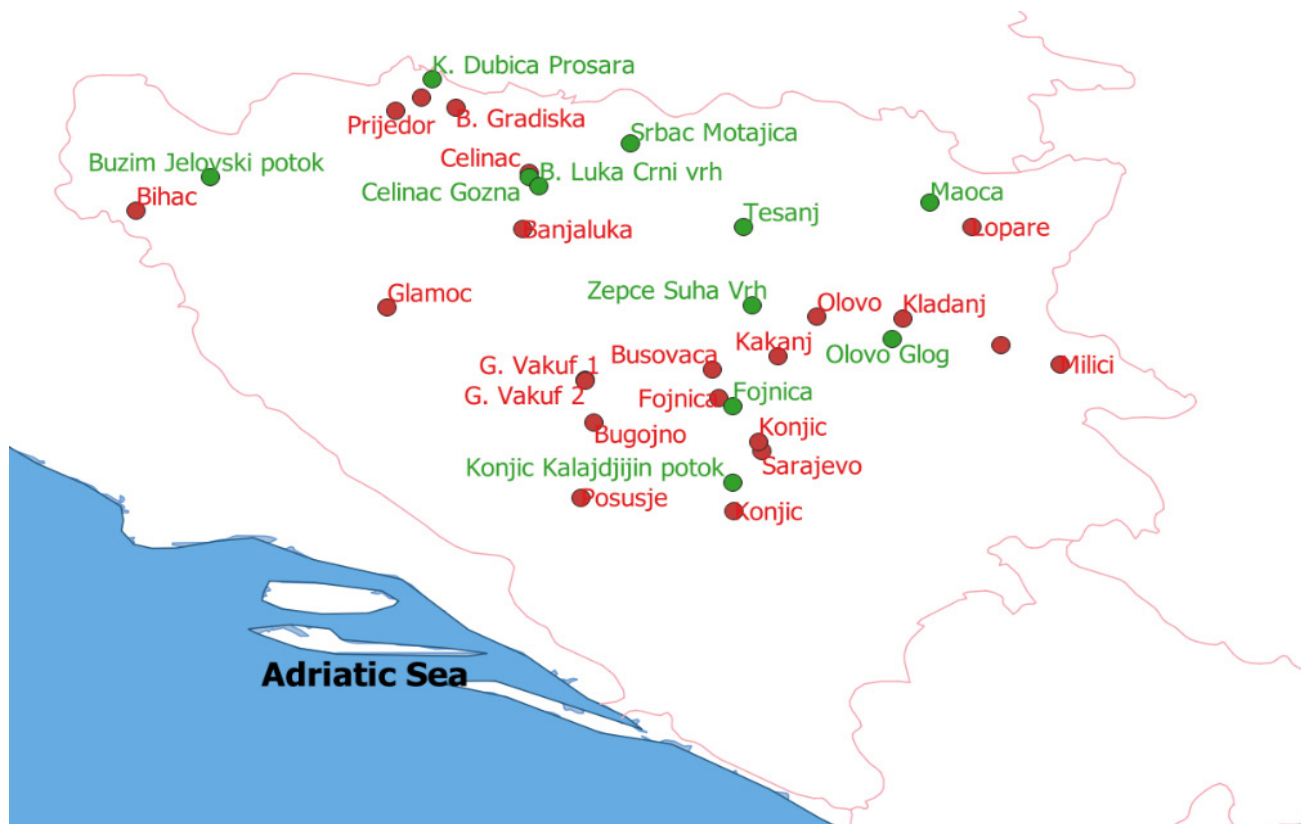 K. Dubica Prosara
Prijedor
B. Gradiska
Srbac Motajica
Celinac
Buzim Jelovski potok
B. Luka Crni vrh
Celinac Gozna
Bihac
Maoca
Tesanj
Lopare
Banjaluka
Glamoc
Zepce Suha Vrh
Olovo
Kladanj
Kakanj
Busovaca
Olovo Glog
G. Vakuf 1
Milici
G. Vakuf 2
Fojnica
Fojnica
Bugojno
Konjic
Sarajevo
Konjic Kalajdjijin potok
Posusje
Konjic
Adriatic Sea